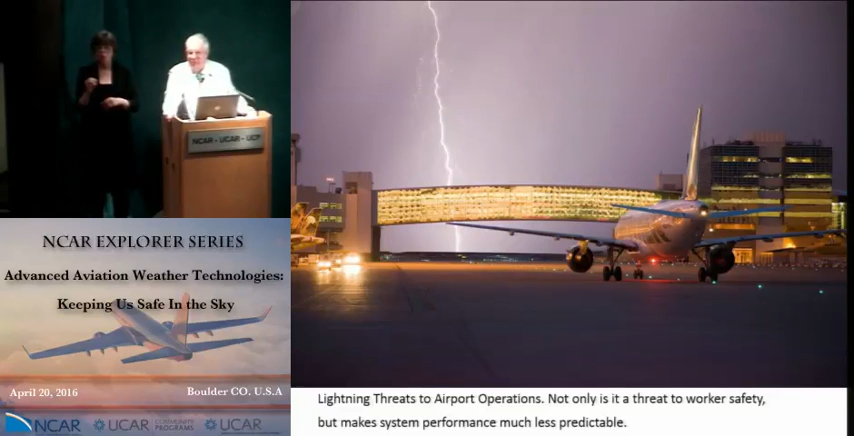 NCAR - UCAR - UCP
NCAR EXPLORER SERIES
Advanced Aviation Weather Technologies:
Keeping Us Safe In the Sky
April 20, 2016
Boulder CO. U.S.A
NCAR
UCAR COMMUNITY PROGRAMS
UCAR
Lightning Threats to Airport Operations. Not only is it a threat to worker safety,
but makes system performance much less predictable.